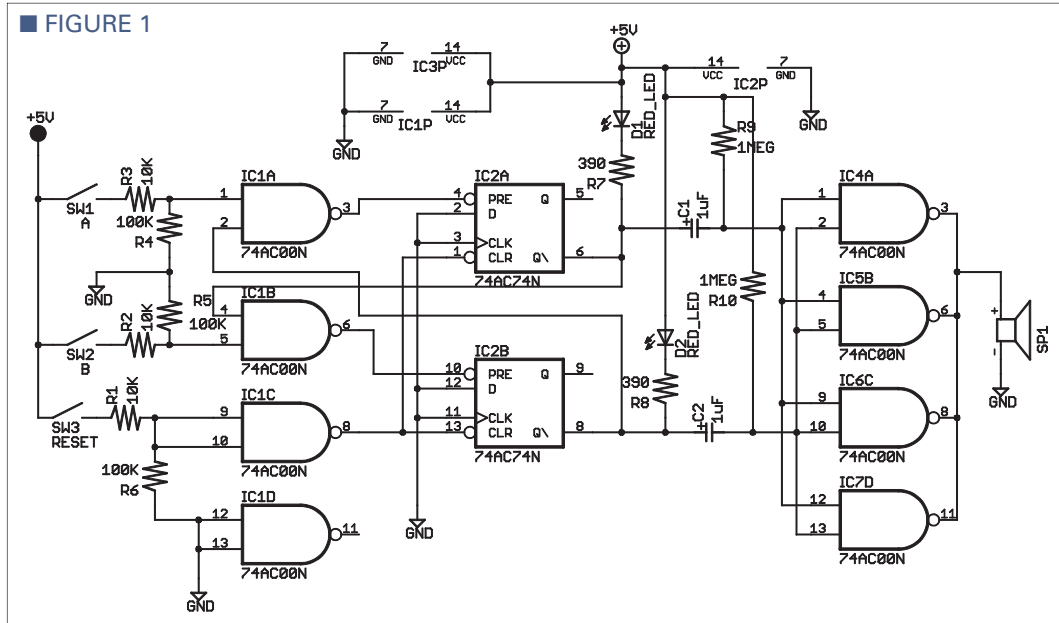 ■ FIGURE 1
+5V
7 14
GND VCC
IC3P
7 14
GND VCC
IC1P
GND
14 7
VCC GND
IC2P
GND
D1
RED_LED
390
R7
R9
1MEG
+5V
SW1
A
R3
10K
100K
R4
GND
R5
100K
SW2
B
R2
10K
SW3
RESET
R1
10K
100K
R6
IC1A
1
2
3
74AC00N
IC1B
4
5
6
74AC00N
IC1C
9
10
8
74AC00N
IC1D
12
13
11
74AC00N
GND
IC2A
4 PRE Q 5
2 D
3 CLK
1 CLR Q\ 6
74AC74N
IC2B
10 PRE Q 9
12 D
11 CLK
13 CLR Q\ 8
74AC74N
GND
+C1
1uF
1MEG
R10
D2
RED_LED
390
R8
+C2
1uF
IC4A
1
2
3
74AC00N
IC5B
4
5
6
74AC00N
IC6C
9
10
8
74AC00N
IC7D
12
13
11
74AC00N
+
-
SP1
GND